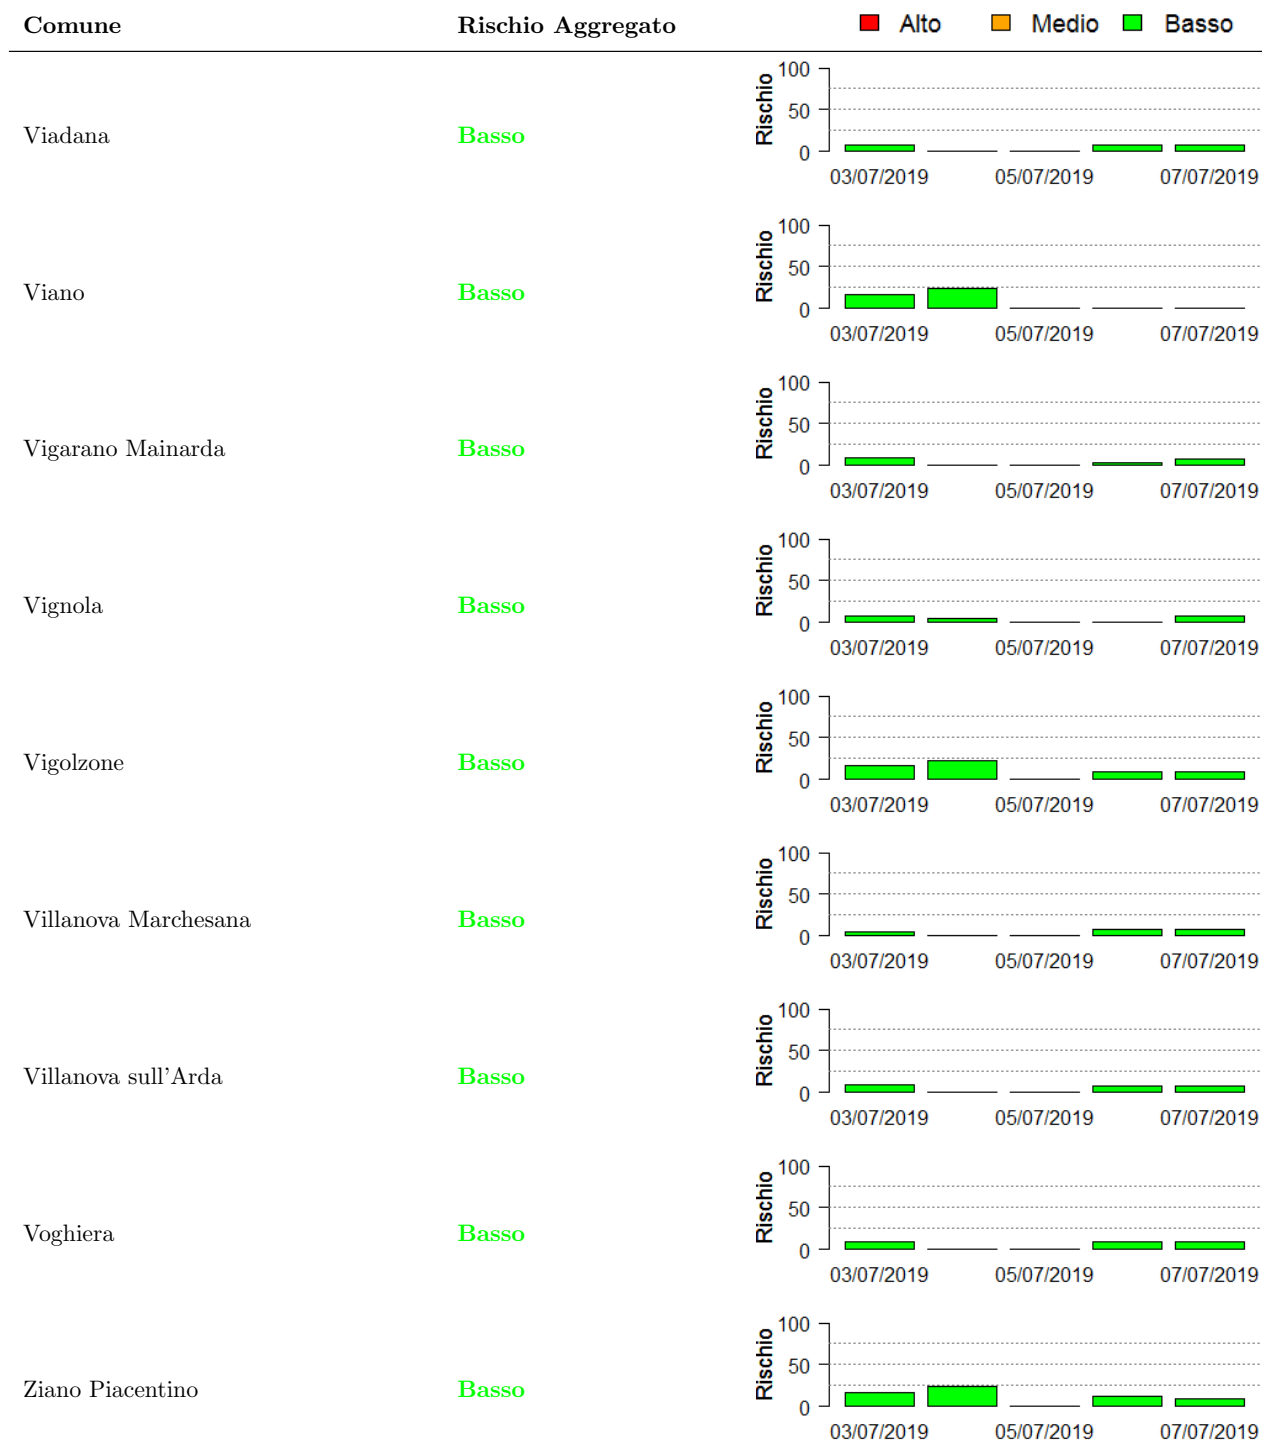 Comune Rischio Aggregato Alto Medio Basso
100
50
0
Rischio
Viadana Basso
03/07/2019 05/07/2019 07/07/2019
100
50
0
Rischio
Viano Basso
03/07/2019 05/07/2019 07/07/2019
100
50
0
Rischio
Vigarano Mainarda Basso
03/07/2019 05/07/2019 07/07/2019
100
50
0
Rischio
Vignola Basso
03/07/2019 05/07/2019 07/07/2019
100
50
0
Rischio
Vigolzone Basso
03/07/2019 05/07/2019 07/07/2019
100
50
0
Rischio
Villanova Marchesana Basso
03/07/2019 05/07/2019 07/07/2019
100
50
0
Rischio
Villanova sull'Arda Basso
03/07/2019 05/07/2019 07/07/2019
100
50
0
Rischio
Voghiera Basso
03/07/2019 05/07/2019 07/07/2019
100
50
0
Rischio
Ziano Piacentino Basso
03/07/2019 05/07/2019 07/07/2019